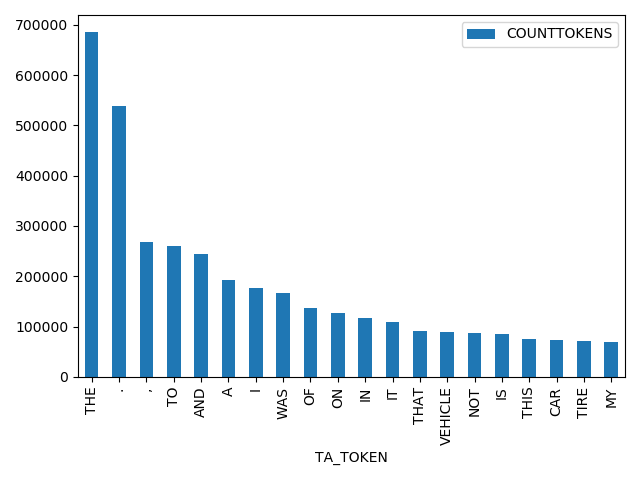 COUNTTOKENS
700000
600000
500000
400000
300000
200000
100000
0
THE
.
,
TO
AND
A
I
WAS
OF
ON
IN
IT
THAT
VEHICLE
NOT
IS
THIS
CAR
TIRE
MY
TA_TOKEN